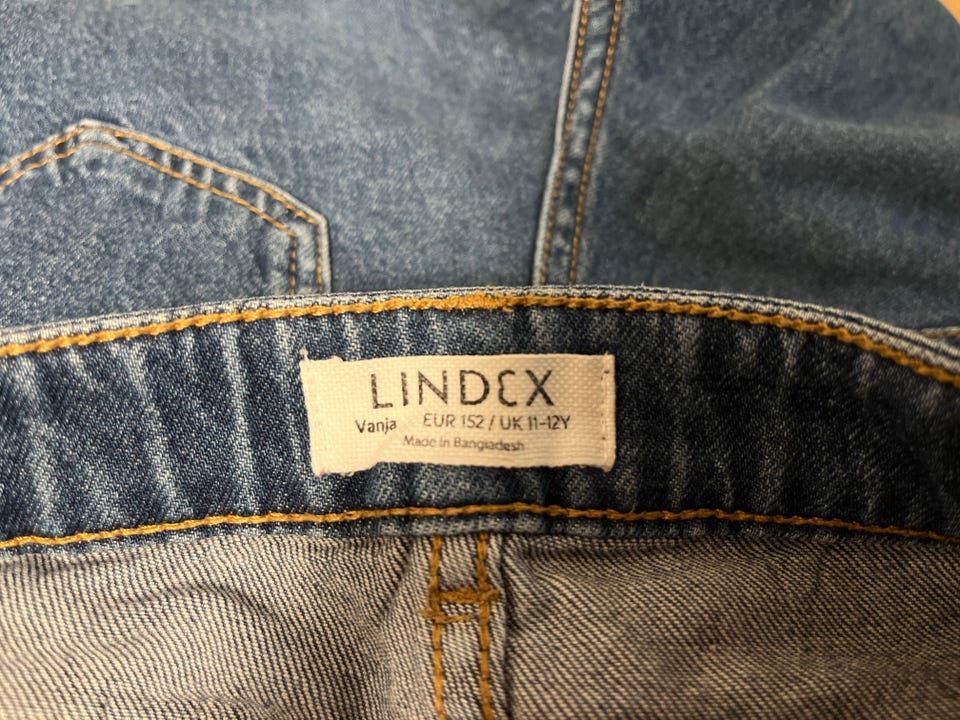 LINDEX
Vanja EUR 152 / UK 11-12Y
Made in Bangladesh